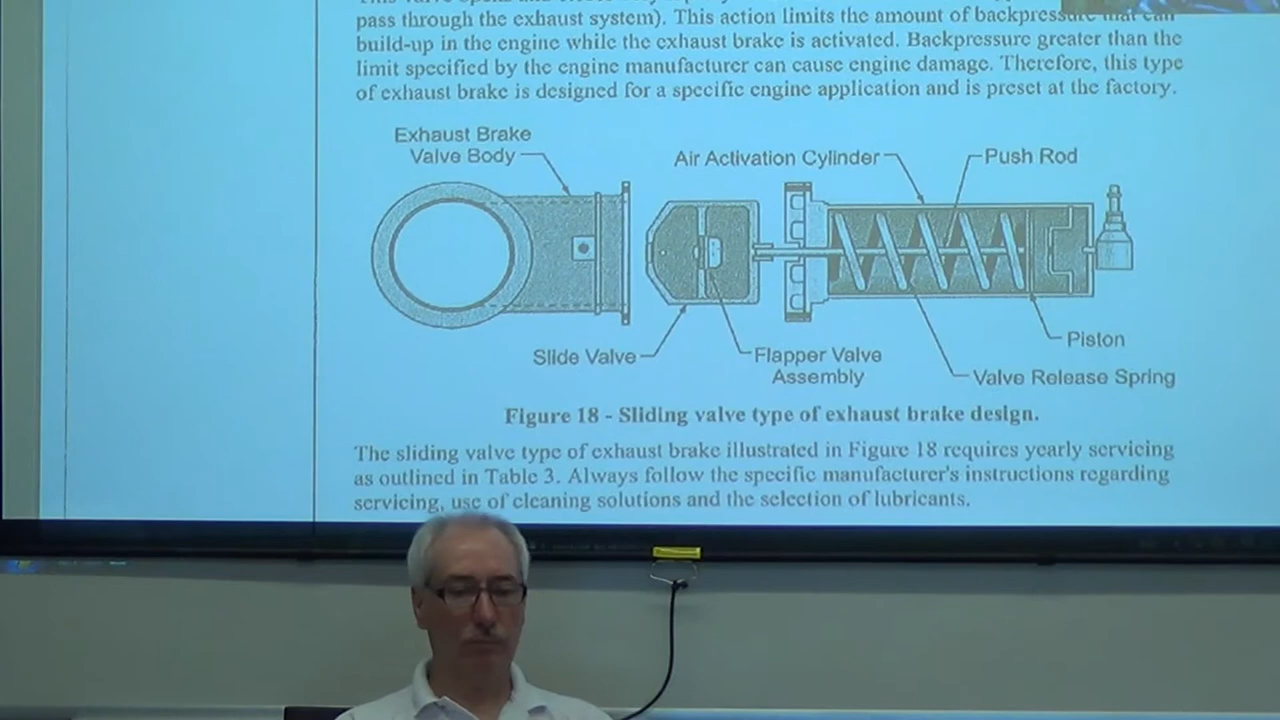 pass through the exhaust system). This action limits the amount of backpressure that can
build-up in the engine while the exhaust brake is activated. Backpressure greater than the
limit specified by the engine manufacturer can cause engine damage. Therefore, this type
of exhaust brake is designed for a specific engine application and is preset at the factory.
Exhaust Brake
Valve Body
Air Activation Cylinder
Push Rod
Slide Valve
Flapper Valve
Assembly
Piston
Valve Release Spring
Figure 18 - Sliding valve type of exhaust brake design.
The sliding valve type of exhaust brake illustrated in Figure 18 requires yearly servicing
as outlined in Table 3. Always follow the specific manufacturer's instructions regarding
servicing, use of cleaning solutions and the selection of lubricants.